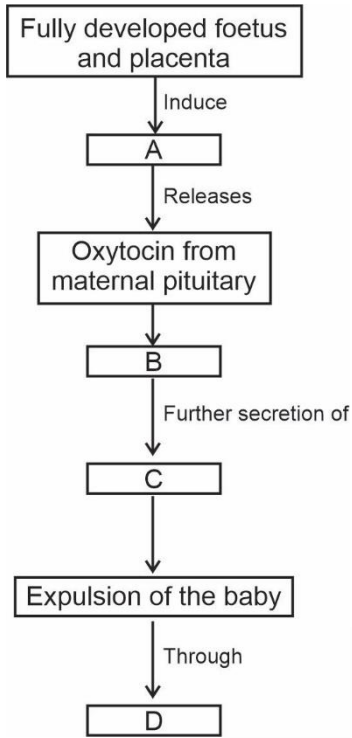 Fully developed foetus
and placenta
Induce
A
Releases
Oxytocin from
maternal pituitary
B
Further secretion of
C
Expulsion of the baby
Through
D